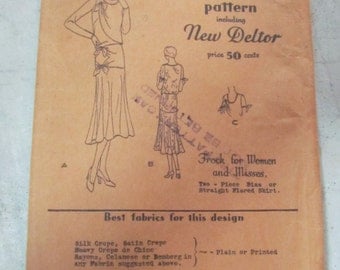 pattern
including
New Deltor
price 50 cents
A
B
C
Frock for Women
and Misses.
Two - Piece Bias or
Straight Flared Skirt.
Best fabrics for this design
Silk Crepe, Satin Crepe
Heavy Crepe de Chine
Rayons, Celanese or Bemberg in
any Fabric suggested above.
- Plain or Printed